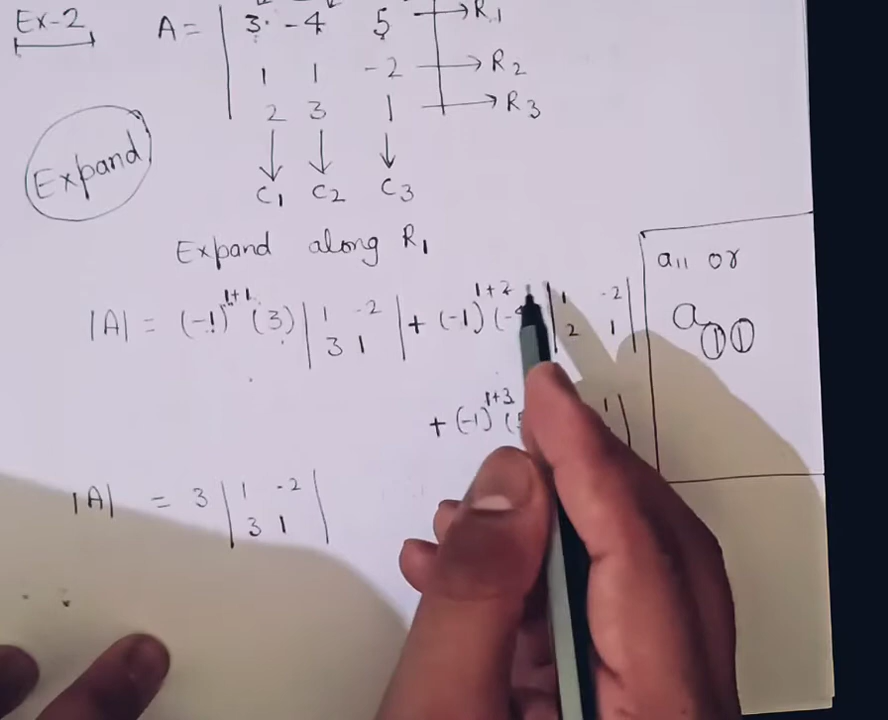 Ex-2 A = | 3 -4 5 | → R1
| 1 1 -2 | → R2
| 2 3 1 | → R3
↓ ↓ ↓
C1 C2 C3
Expand
Expand along R1
|A| = (-1)^1+1 (3) | 1 -2 | + (-1)^1+2 (- | 1 -2 |
3 1 2 1
+ (-1)^1+3 ( 1 |
|A| = 3 | 1 -2 |
3 1
a11 or
a11